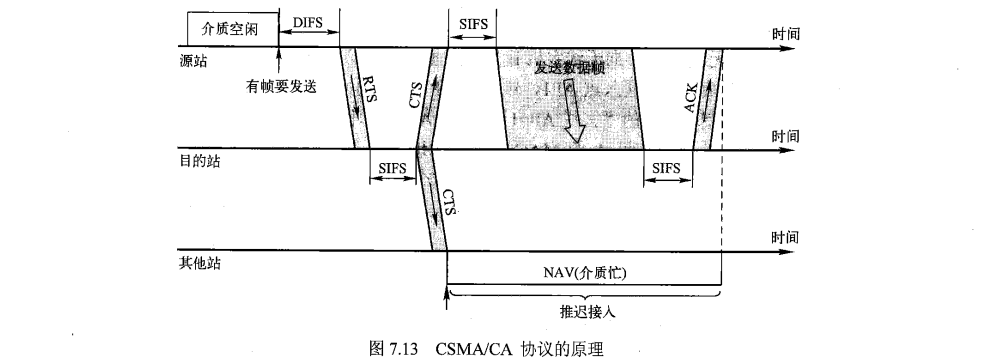 介质空闲
DIFS
SIFS
时间
源站
有帧要发送
RTS
CTS
发送数据帧
ACK
时间
目的站
SIFS
SIFS
CTS
时间
其他站
NAV(介质忙)
推迟接入
图 7.13 CSMA/CA 协议的原理